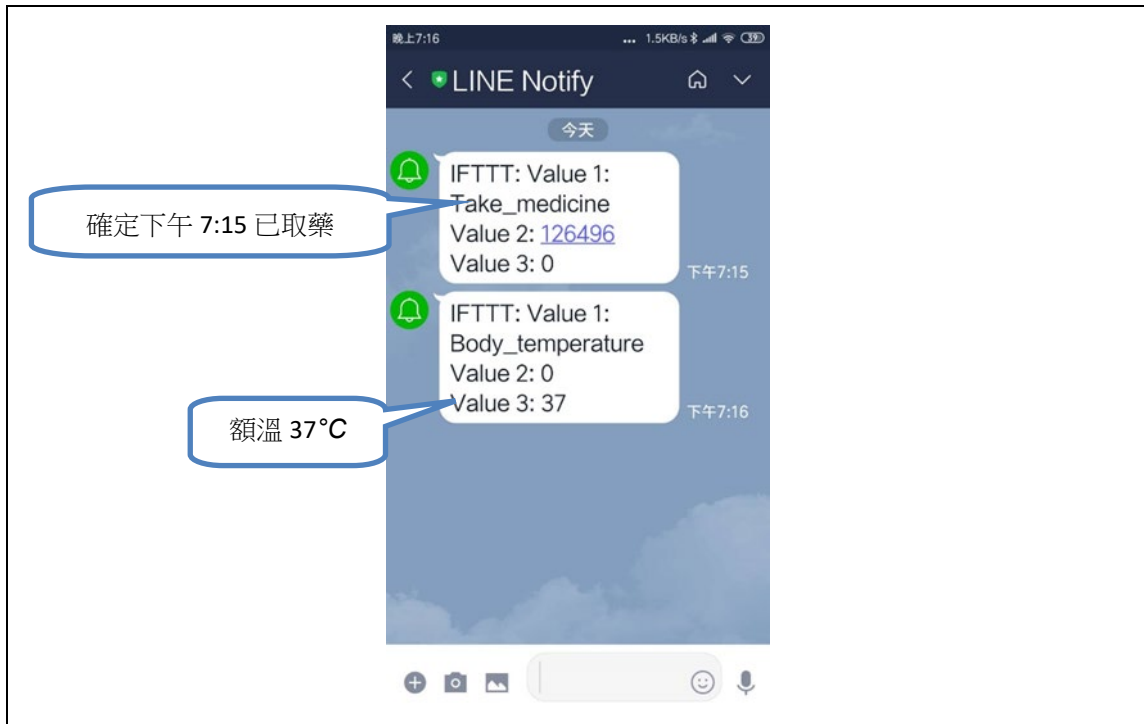 晚上7:16 ... 1.5KB/s 39
LINE Notify
今天
IFTTT: Value 1:
Take_medicine
Value 2: 126496
Value 3: 0
下午7:15
確定下午 7:15 已取藥
IFTTT: Value 1:
Body_temperature
Value 2: 0
Value 3: 37
下午7:16
額溫 37°C